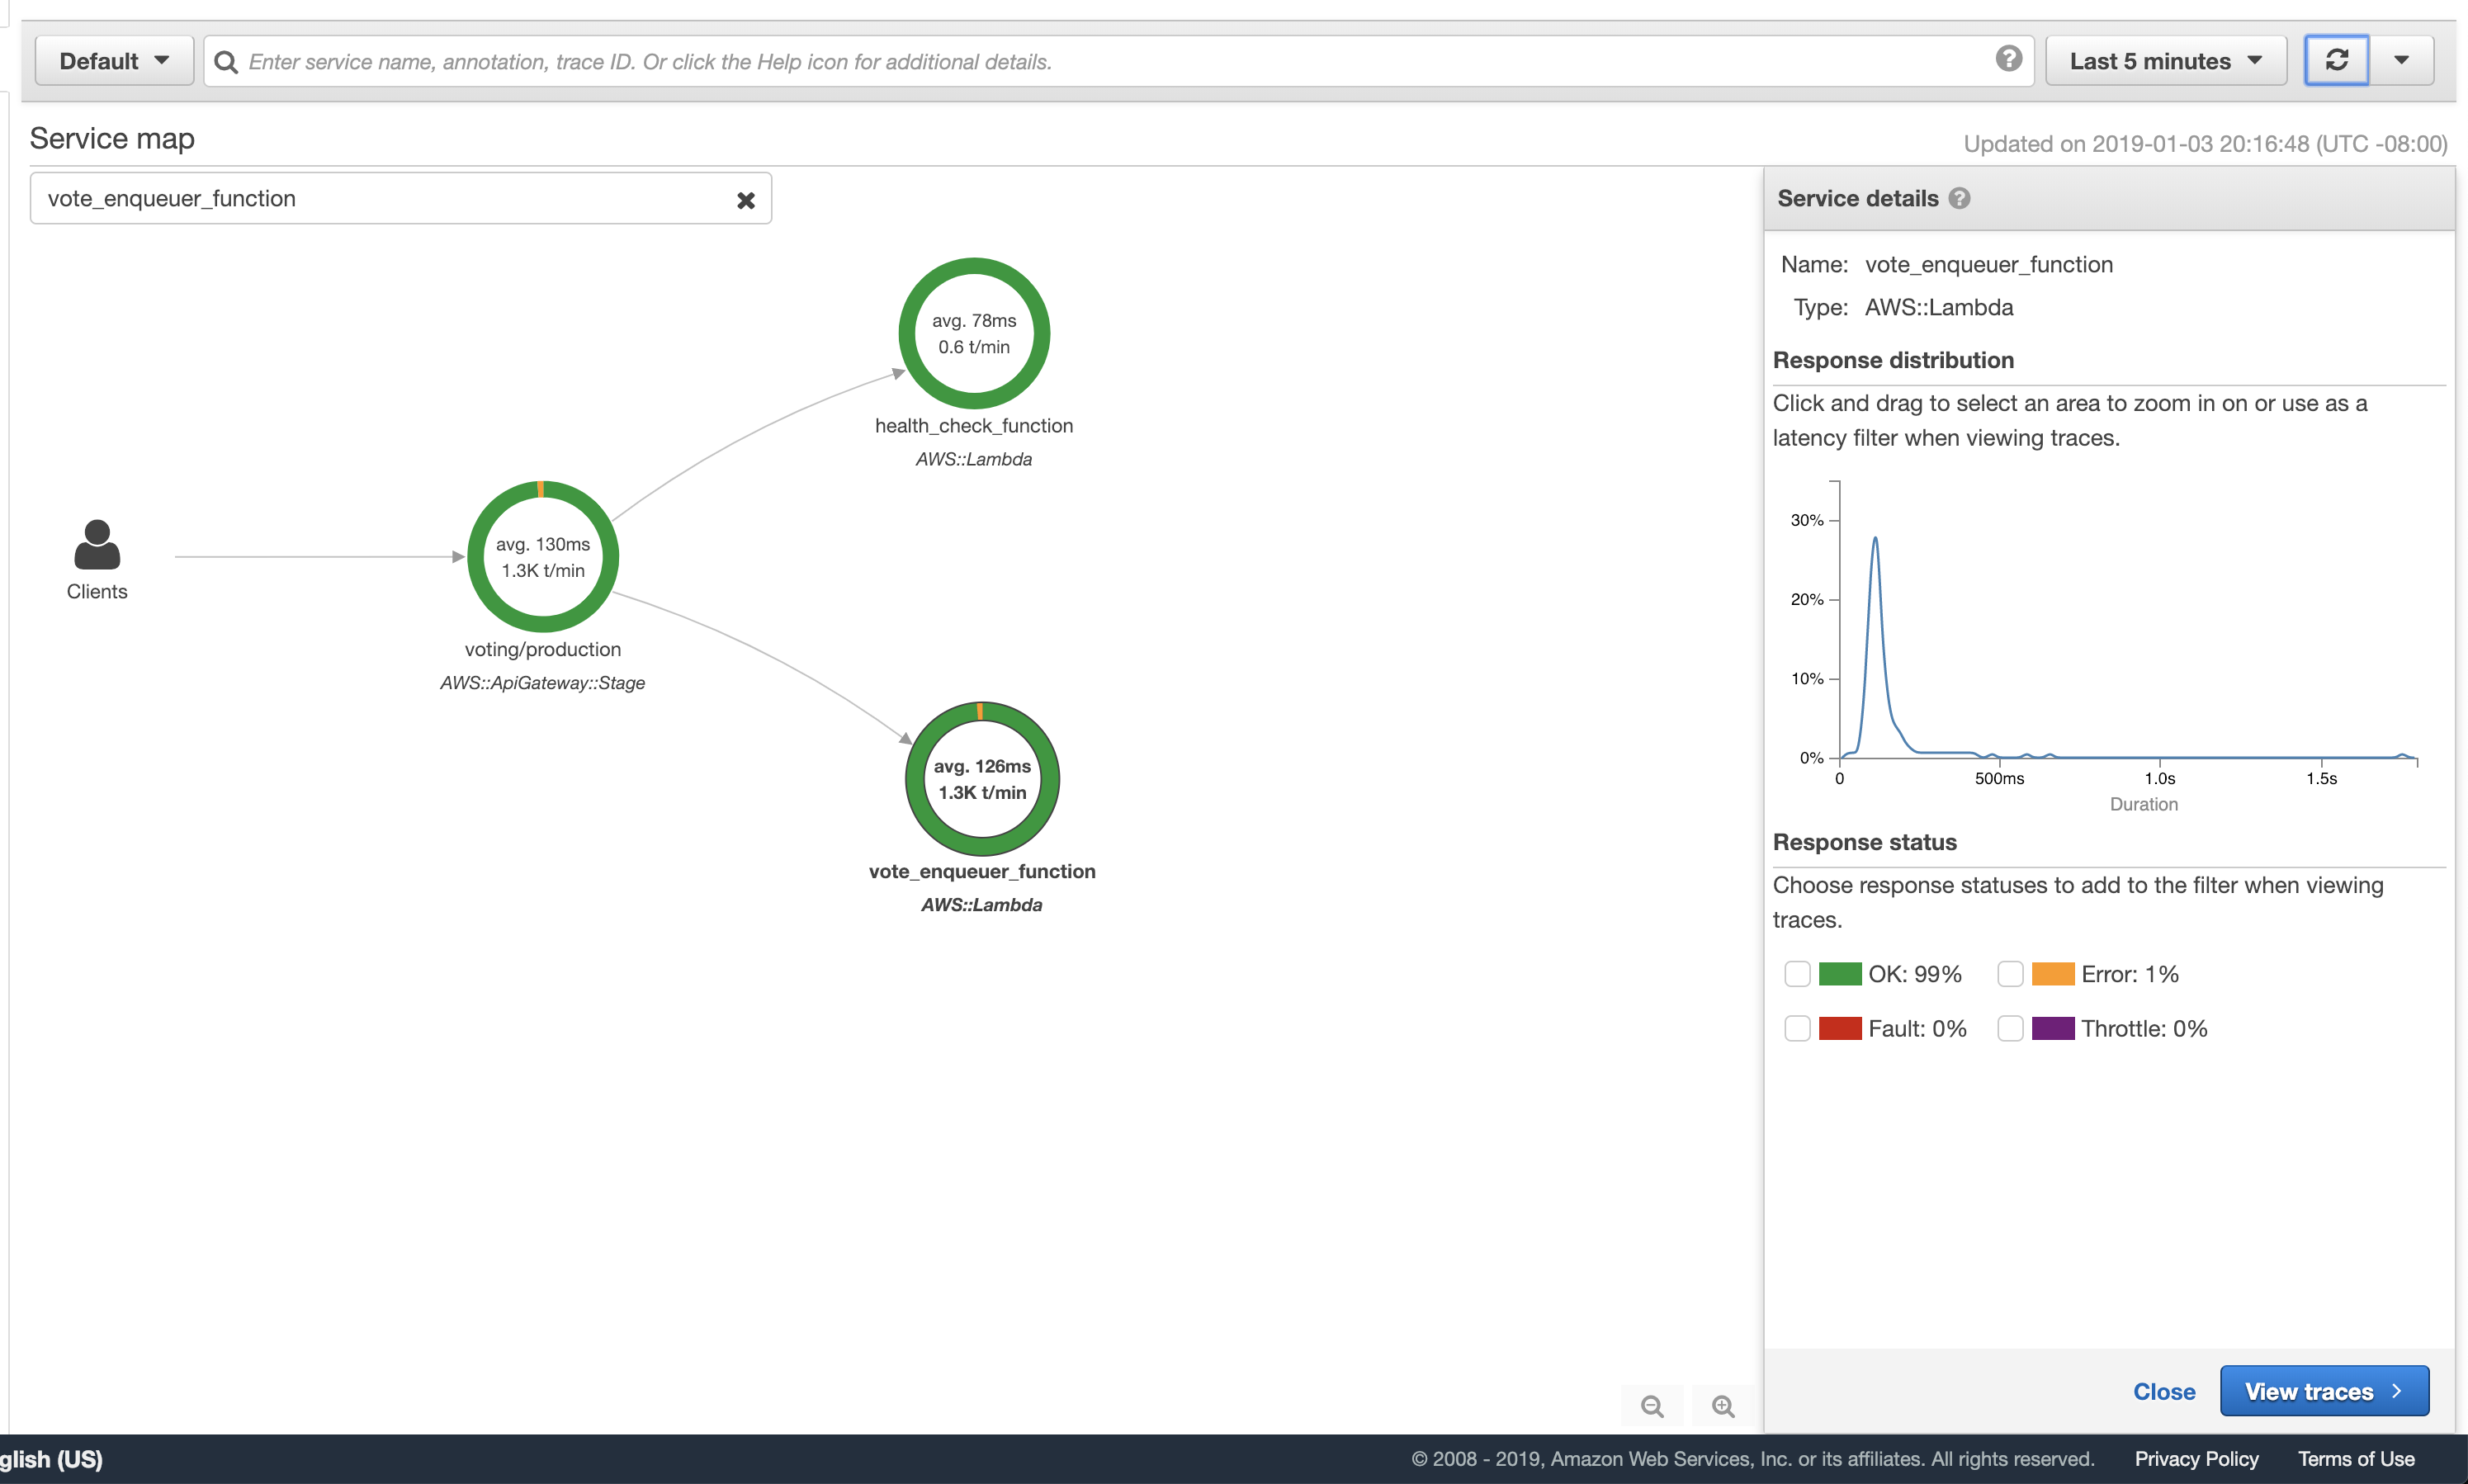 Default
Enter service name, annotation, trace ID. Or click the Help icon for additional details.
?
Last 5 minutes
Service map
Updated on 2019-01-03 20:16:48 (UTC -08:00)
vote_enqueuer_function
avg. 78ms
0.6 t/min
health_check_function
AWS::Lambda
Clients
avg. 130ms
1.3K t/min
voting/production
AWS::ApiGateway::Stage
avg. 126ms
1.3K t/min
vote_enqueuer_function
AWS::Lambda
Service details ?
Name: vote_enqueuer_function
Type: AWS::Lambda
Response distribution
Click and drag to select an area to zoom in on or use as a
latency filter when viewing traces.
30%
20%
10%
0%
0 500ms 1.0s 1.5s
Duration
Response status
Choose response statuses to add to the filter when viewing
traces.
OK: 99% Error: 1%
Fault: 0% Throttle: 0%
Close View traces
glish (US)
© 2008 - 2019, Amazon Web Services, Inc. or its affiliates. All rights reserved. Privacy Policy Terms of Use